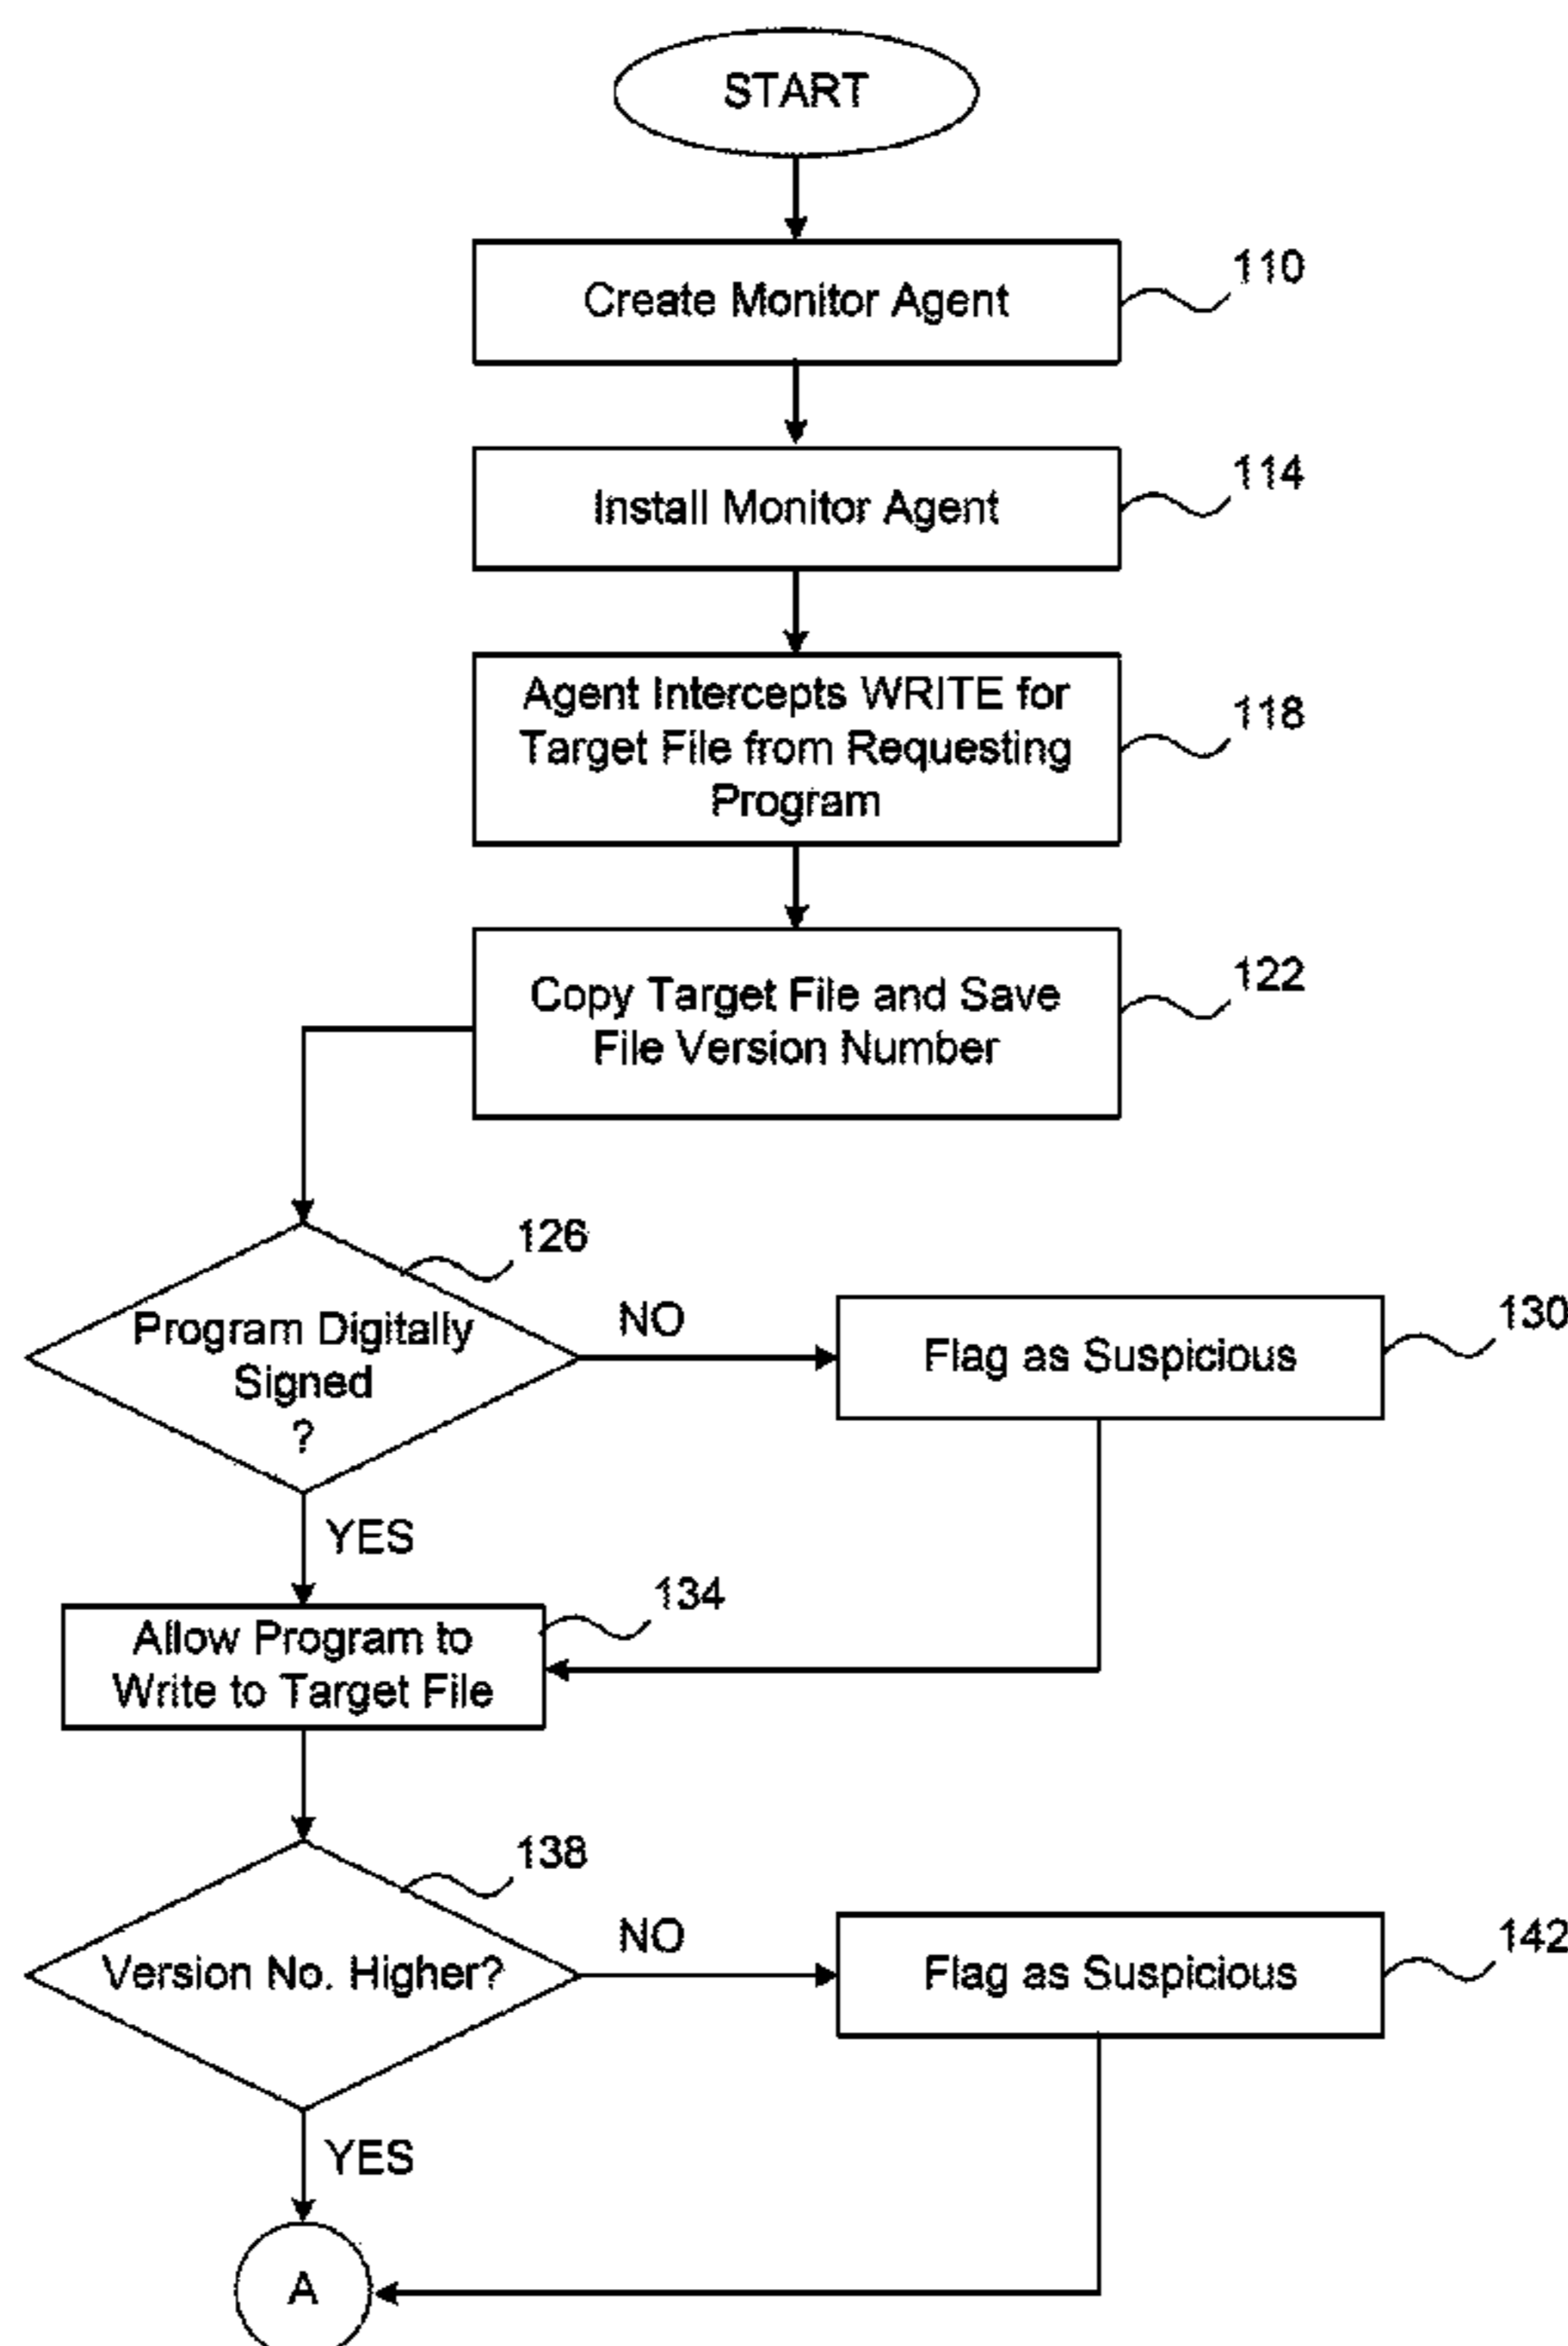 START
Create Monitor Agent
110
Install Monitor Agent
114
Agent Intercepts WRITE for
Target File from Requesting
Program
118
Copy Target File and Save
File Version Number
122
126
Program Digitally
Signed
?
NO
Flag as Suspicious
130
YES
134
Allow Program to
Write to Target File
138
Version No. Higher?
NO
Flag as Suspicious
142
YES
A